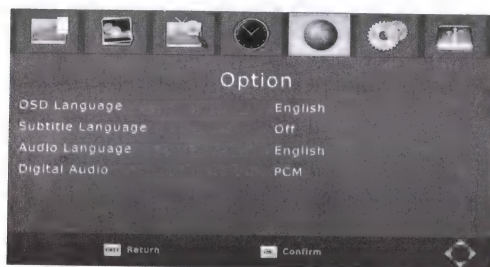 Option
OSD Language English
Subtitle Language Off
Audio Language English
Digital Audio PCM
Return Confirm